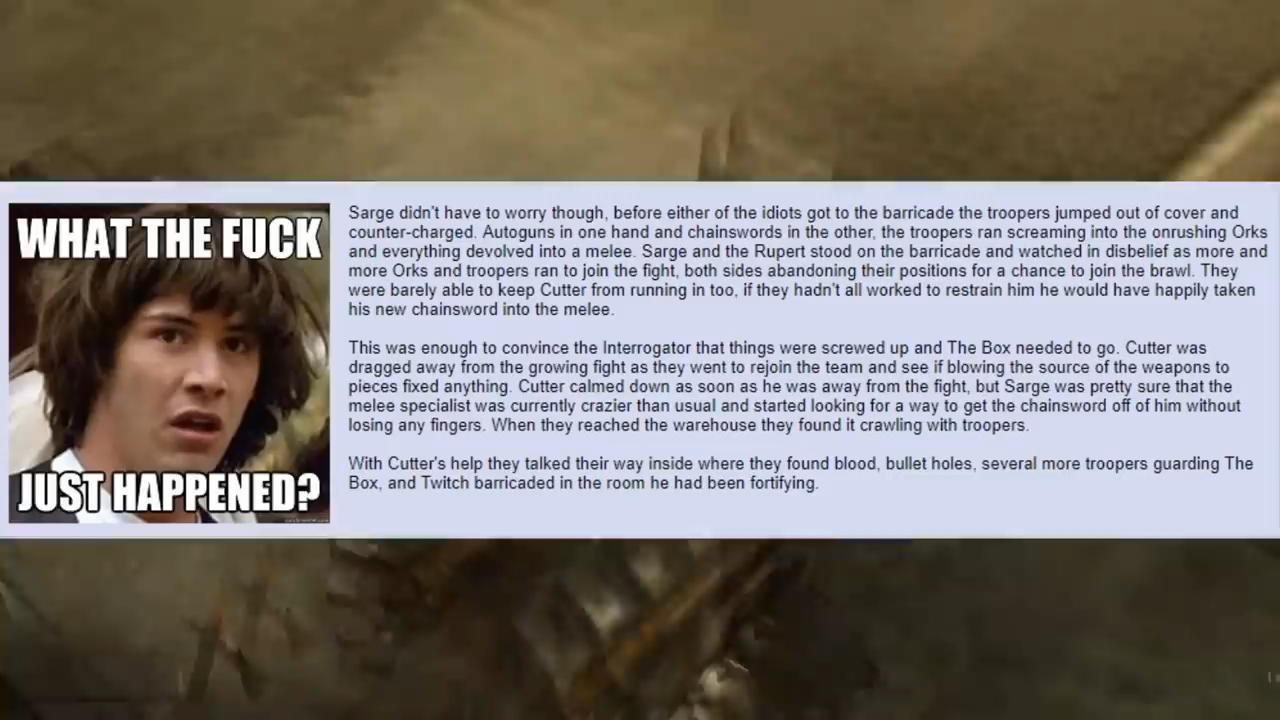 WHAT THE FUCK
JUST HAPPENED?
Sarge didn't have to worry though, before either of the idiots got to the barricade the troopers jumped out of cover and
counter-charged. Autoguns in one hand and chainswords in the other, the troopers ran screaming into the onrushing Orks
and everything devolved into a melee. Sarge and the Rupert stood on the barricade and watched in disbelief as more and
more Orks and troopers ran to join the fight, both sides abandoning their positions for a chance to join the brawl. They
were barely able to keep Cutter from running in too, if they hadn't all worked to restrain him he would have happily taken
his new chainsword into the melee.
This was enough to convince the Interrogator that things were screwed up and The Box needed to go. Cutter was
dragged away from the growing fight as they went to rejoin the team and see if blowing the source of the weapons to
pieces fixed anything. Cutter calmed down as soon as he was away from the fight, but Sarge was pretty sure that the
melee specialist was currently crazier than usual and started looking for a way to get the chainsword off of him without
losing any fingers. When they reached the warehouse they found it crawling with troopers.
With Cutter's help they talked their way inside where they found blood, bullet holes, several more troopers guarding The
Box, and Twitch barricaded in the room he had been fortifying.